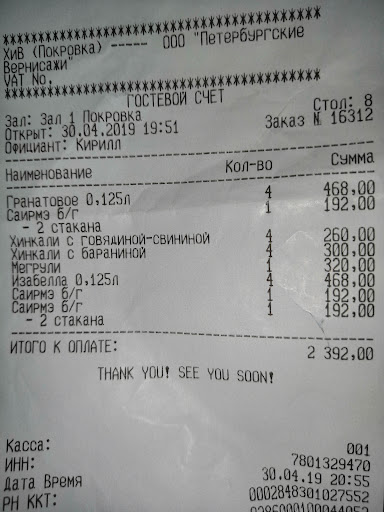 **************************************
ХиВ (Покровка) ----- ООО "Петербургские
Вернисажи"
VAT No.
**************************************
ГОСТЕВОЙ СЧЕТ
Зал: Зал 1 Покровка Стол: 8
Открыт: 30.04.2019 19:51 Заказ № 16312
Официант: Кирилл
Наименование Кол-во Сумма
Гранатовое 0,125л 4 468,00
Саирмэ б/г 1 192,00
- 2 стакана
Хинкали с говядиной-свининой 4 260,00
Хинкали с бараниной 4 300,00
Мегрули 1 320,00
Изабелла 0,125л 4 468,00
Саирмэ б/г 1 192,00
Саирмэ б/г 1 192,00
- 2 стакана
ИТОГО К ОПЛАТЕ: 2 392,00
THANK YOU! SEE YOU SOON!
Касса: 001
ИНН: 7801329470
Дата Время 30.04.19 20:55
РН ККТ: 0002848301027552